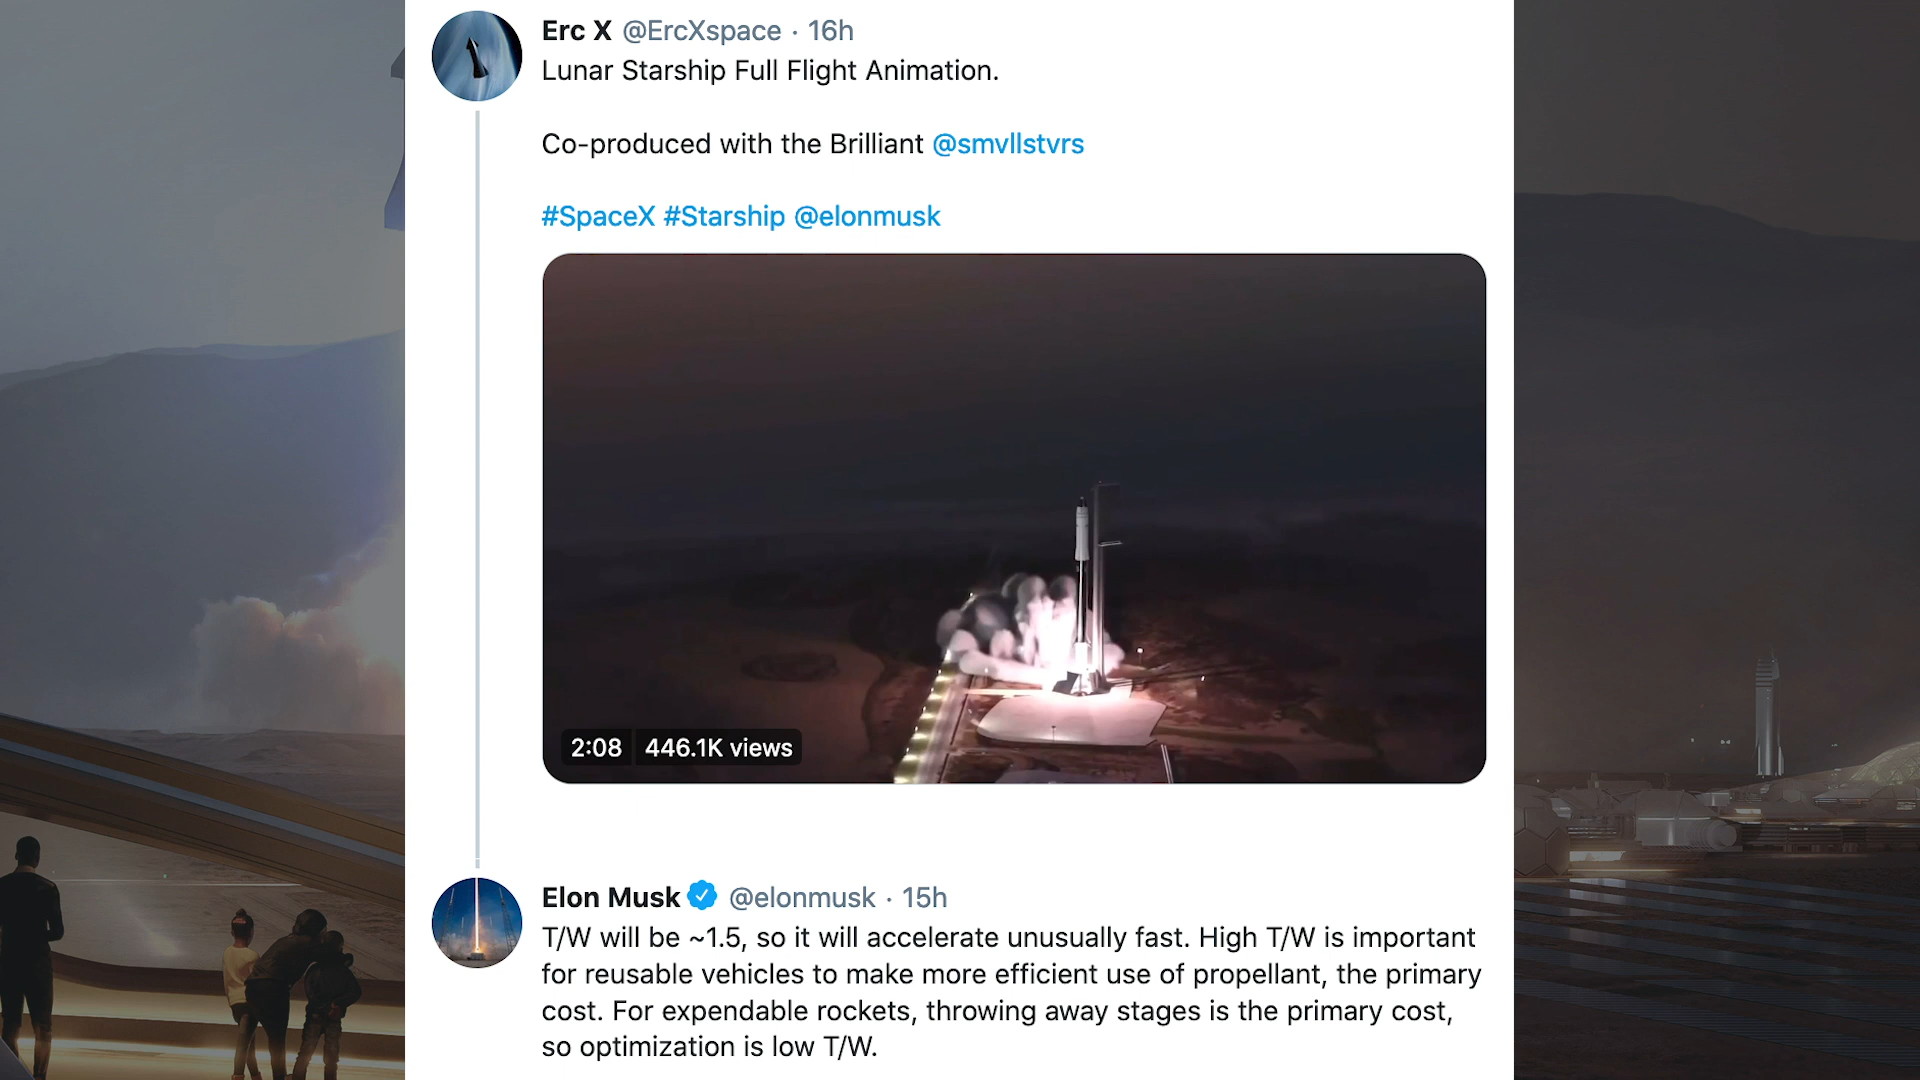 Erc X @ErcXspace · 16h
Lunar Starship Full Flight Animation.
Co-produced with the Brilliant @smvllstvrs
#SpaceX #Starship @elonmusk
2:08 446.1K views
Elon Musk @elonmusk · 15h
T/W will be ~1.5, so it will accelerate unusually fast. High T/W is important
for reusable vehicles to make more efficient use of propellant, the primary
cost. For expendable rockets, throwing away stages is the primary cost,
so optimization is low T/W.